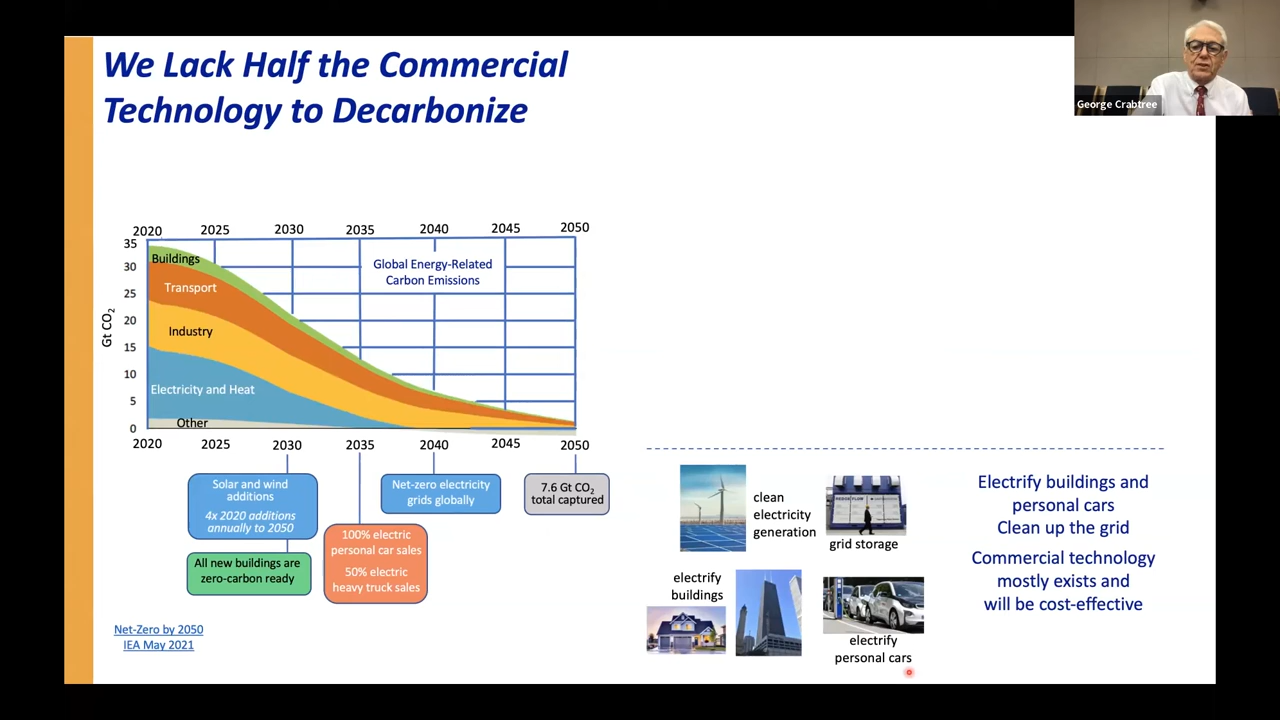 We Lack Half the Commercial
Technology to Decarbonize
George Crabtree
2020 2025 2030 2035 2040 2045 2050
35
30
25
20
15
10
5
0
Gt CO2
Buildings
Transport
Industry
Electricity and Heat
Other
Global Energy-Related
Carbon Emissions
2020 2025 2030 2035 2040 2045 2050
Solar and wind
additions
4x 2020 additions
annually to 2050
All new buildings are
zero-carbon ready
100% electric
personal car sales
50% electric
heavy truck sales
Net-zero electricity
grids globally
7.6 Gt CO2
total captured
Net-Zero by 2050
IEA May 2021
clean
electricity
generation
grid storage
electrify
buildings
electrify
personal cars
Electrify buildings and
personal cars
Clean up the grid
Commercial technology
mostly exists and
will be cost-effective